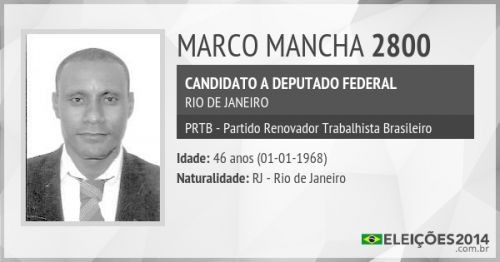 MARCO MANCHA 2800
CANDIDATO A DEPUTADO FEDERAL
RIO DE JANEIRO
PRTB - Partido Renovador Trabalhista Brasileiro
Idade: 46 anos (01-01-1968)
Naturalidade: RJ - Rio de Janeiro
ELEIÇÕES2014
.com.br